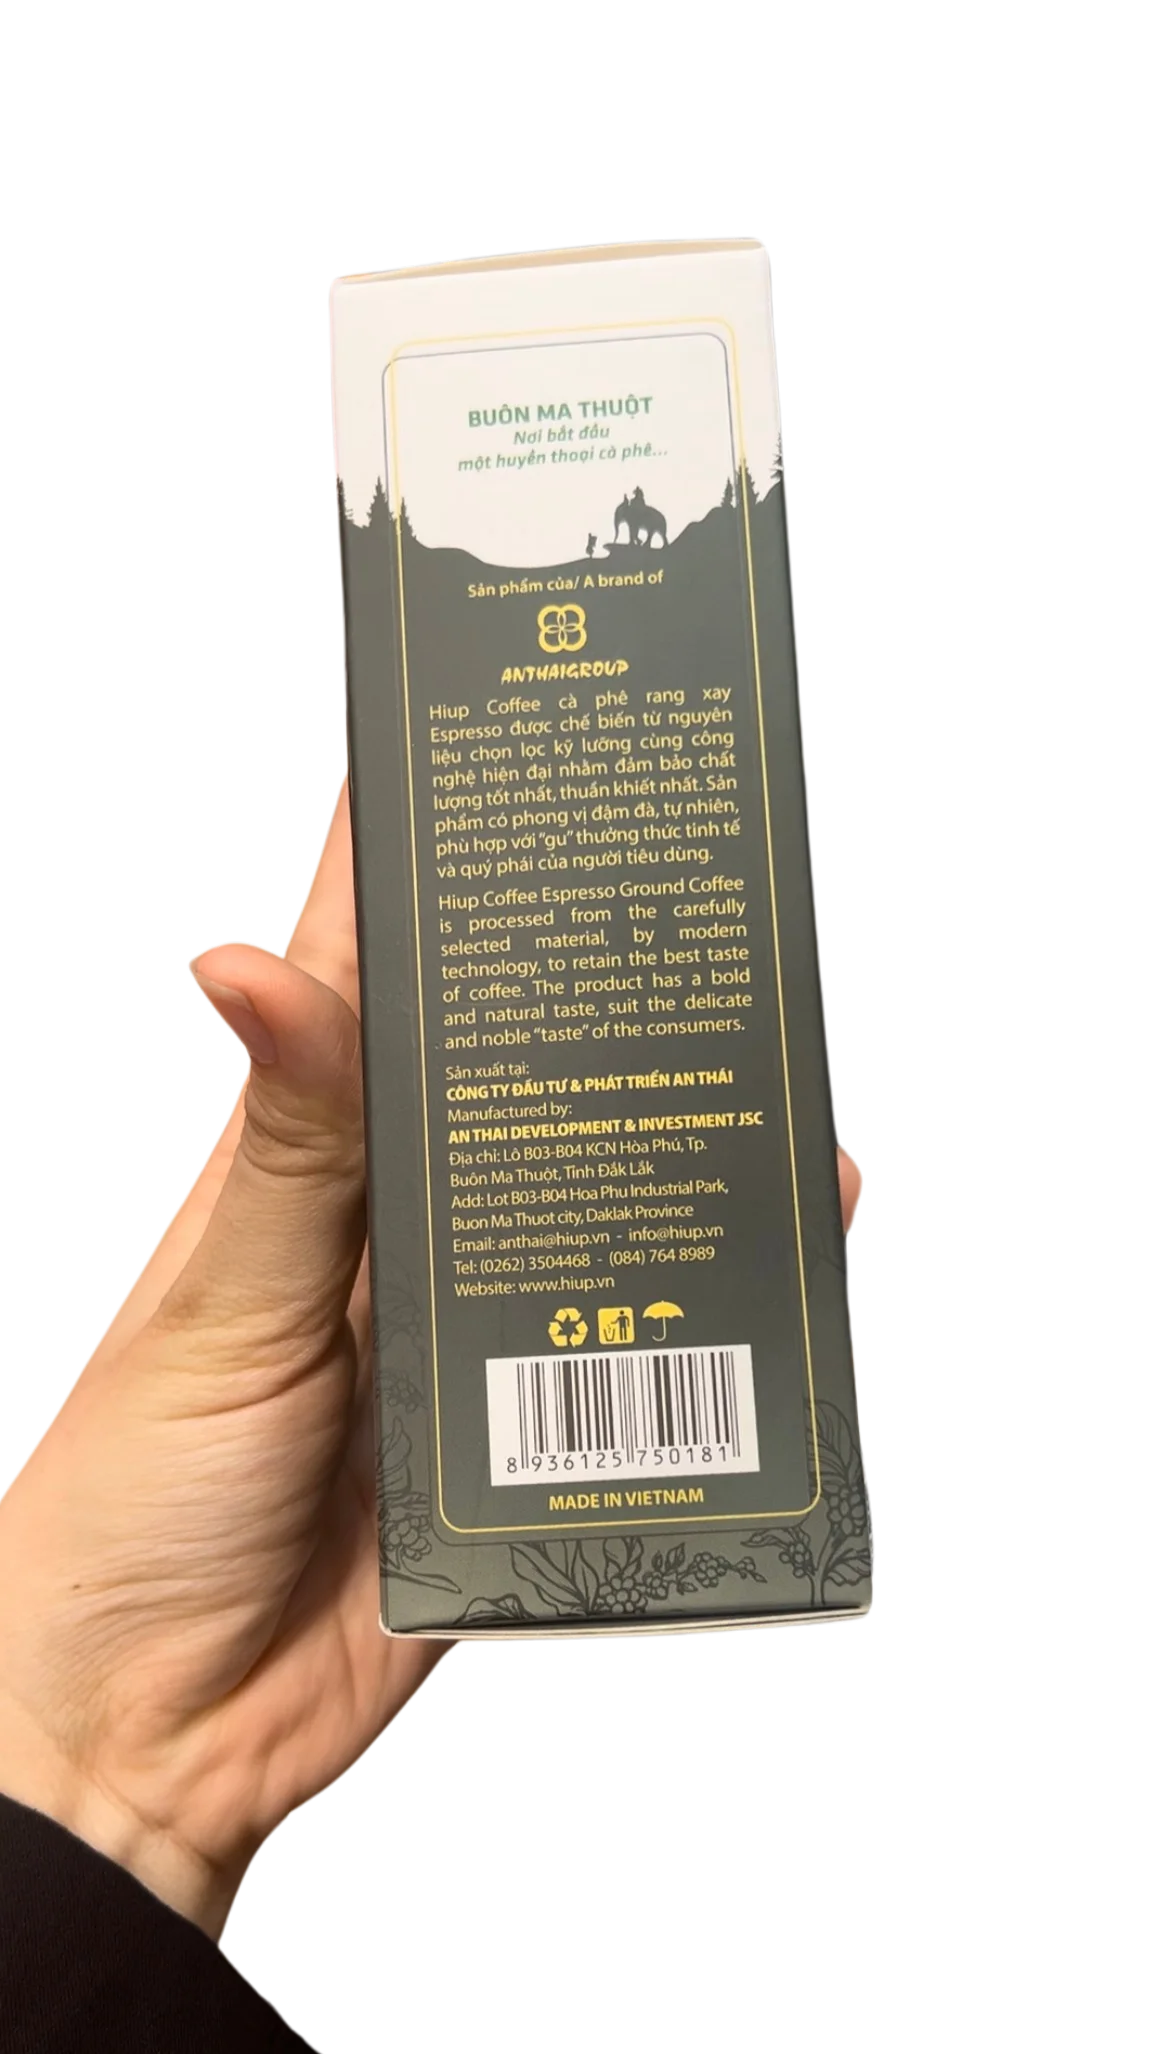 BUÔN MA THUỘT
Nơi bắt đầu
một huyền thoại cà phê...
Sản phẩm của/ A brand of
ANTHAIGROUP
Hiup Coffee cà phê rang xay
Espresso được chế biến từ nguyên
liệu chọn lọc kỹ lưỡng cùng công
nghệ hiện đại nhằm đảm bảo chất
lượng tốt nhất, thuần khiết nhất. Sản
phẩm có phong vị đậm đà, tự nhiên,
phù hợp với "gu" thưởng thức tinh tế
và quý phái của người tiêu dùng.
Hiup Coffee Espresso Ground Coffee
is processed from the carefully
selected material, by modern
technology, to retain the best taste
of coffee. The product has a bold
and natural taste, suit the delicate
and noble "taste" of the consumers.
Sản xuất tại:
CÔNG TY ĐẦU TƯ & PHÁT TRIỂN AN THÁI
Manufactured by:
AN THAI DEVELOPMENT & INVESTMENT JSC
Địa chỉ: Lô B03-B04 KCN Hòa Phú, Tp.
Buôn Ma Thuột, Tỉnh Đắk Lắk
Add: Lot B03-B04 Hoa Phu Industrial Park,
Buon Ma Thuot city, Daklak Province
Email: anthai@hiup.vn - info@hiup.vn
Tel: (0262) 3504468 - (084) 764 8989
Website: www.hiup.vn
8 936125 750181
MADE IN VIETNAM